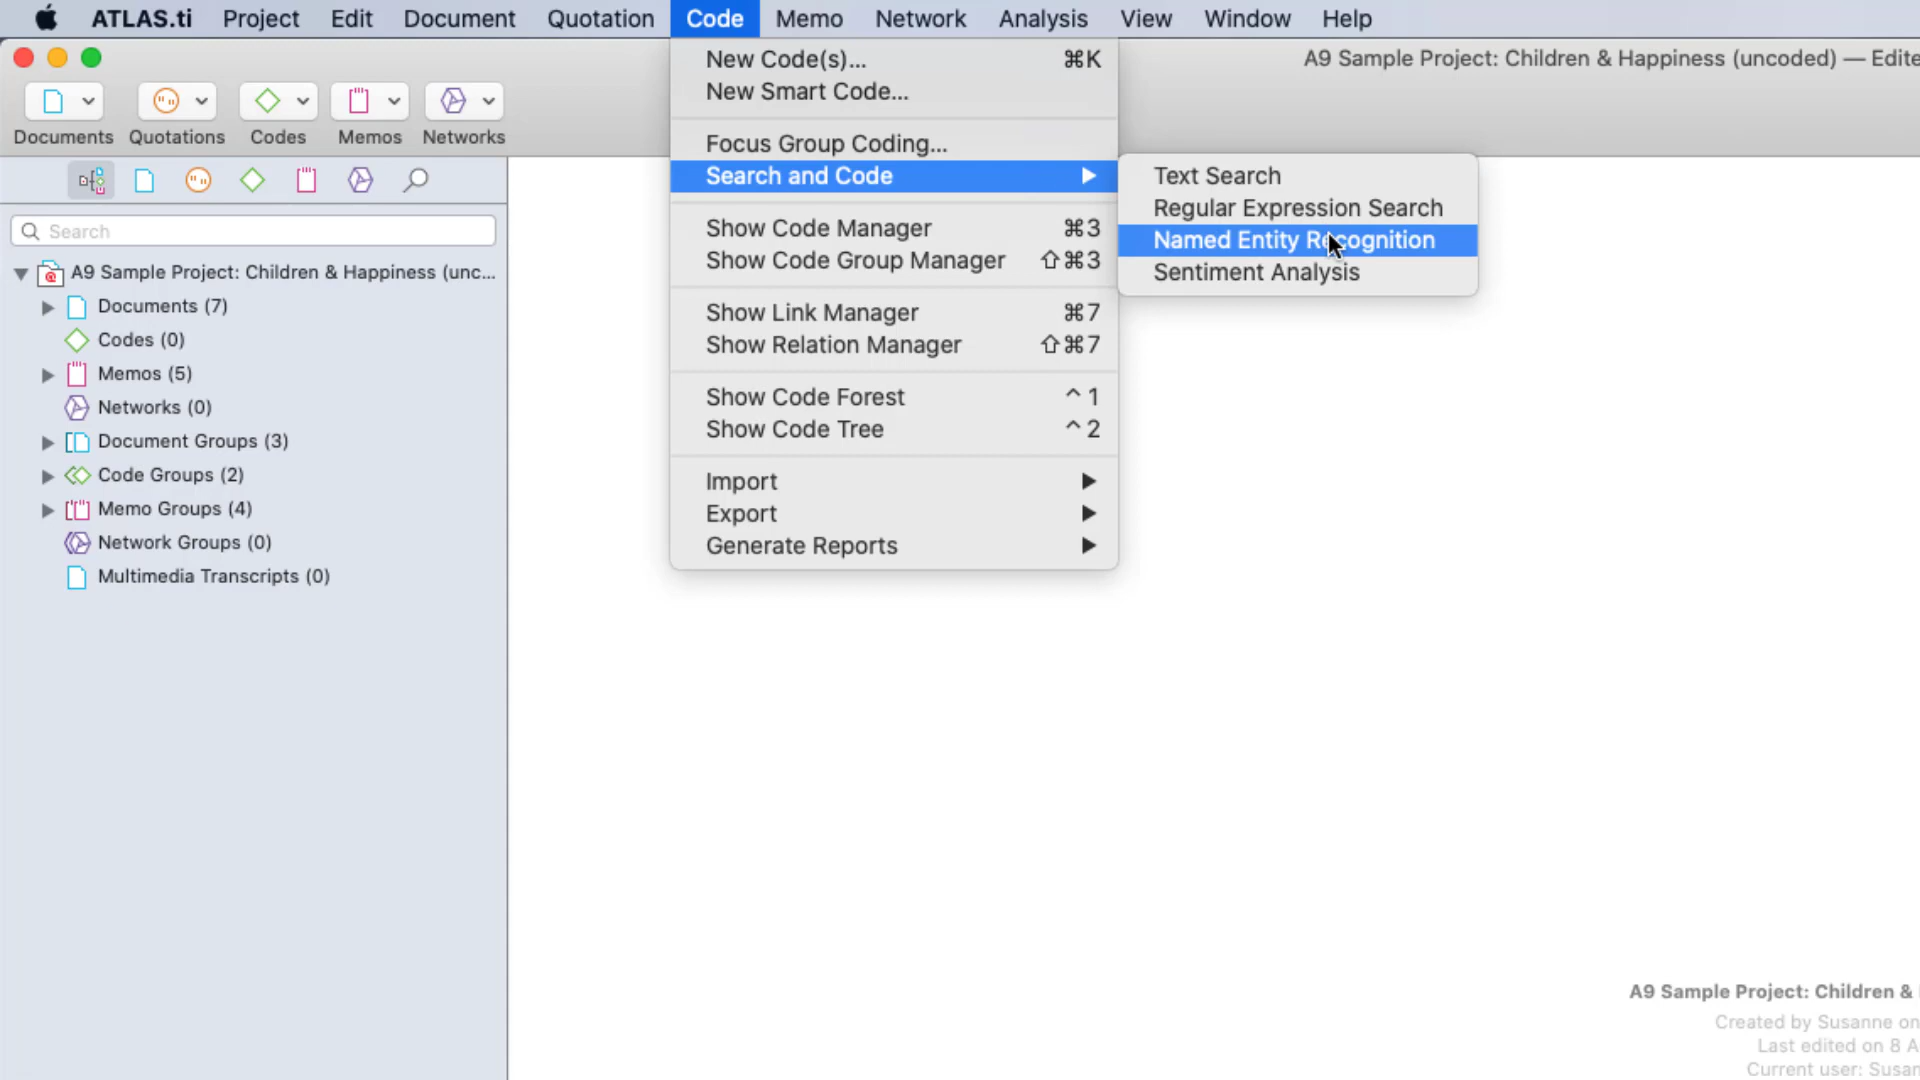 ATLAS.ti Project Edit Document Quotation Code Memo Network Analysis View Window Help
A9 Sample Project: Children & Happiness (uncoded) — Edite
Documents Quotations Codes Memos Networks
Search
A9 Sample Project: Children & Happiness (unc...
Documents (7)
Codes (0)
Memos (5)
Networks (0)
Document Groups (3)
Code Groups (2)
Memo Groups (4)
Network Groups (0)
Multimedia Transcripts (0)
New Code(s)... ⌘K
New Smart Code...
Focus Group Coding...
Search and Code
Show Code Manager ⌘3
Show Code Group Manager ⇧⌘3
Show Link Manager ⌘7
Show Relation Manager ⇧⌘7
Show Code Forest ^1
Show Code Tree ^2
Import
Export
Generate Reports
Text Search
Regular Expression Search
Named Entity Recognition
Sentiment Analysis
A9 Sample Project: Children &
Created by Susanne on
Last edited on 8 A
Current user: Susan